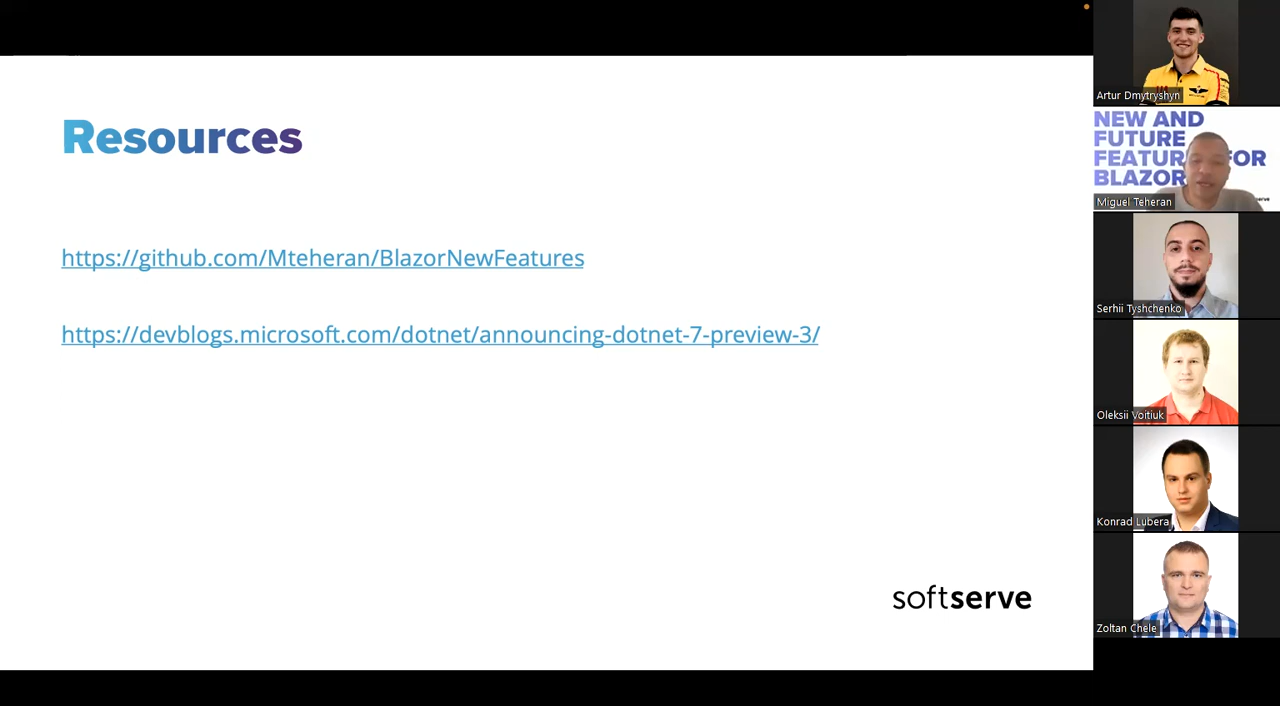 Resources
https://github.com/Mteheran/BlazorNewFeatures
https://devblogs.microsoft.com/dotnet/announcing-dotnet-7-preview-3/
softserve
Artur Dmytryshyn
NEW AND
FUTURE
FEATUR FOR
BLAZOR
Miguel Teheran
Serhii Tyshchenko
Oleksii Voitiuk
Konrad Lubera
Zoltan Chele